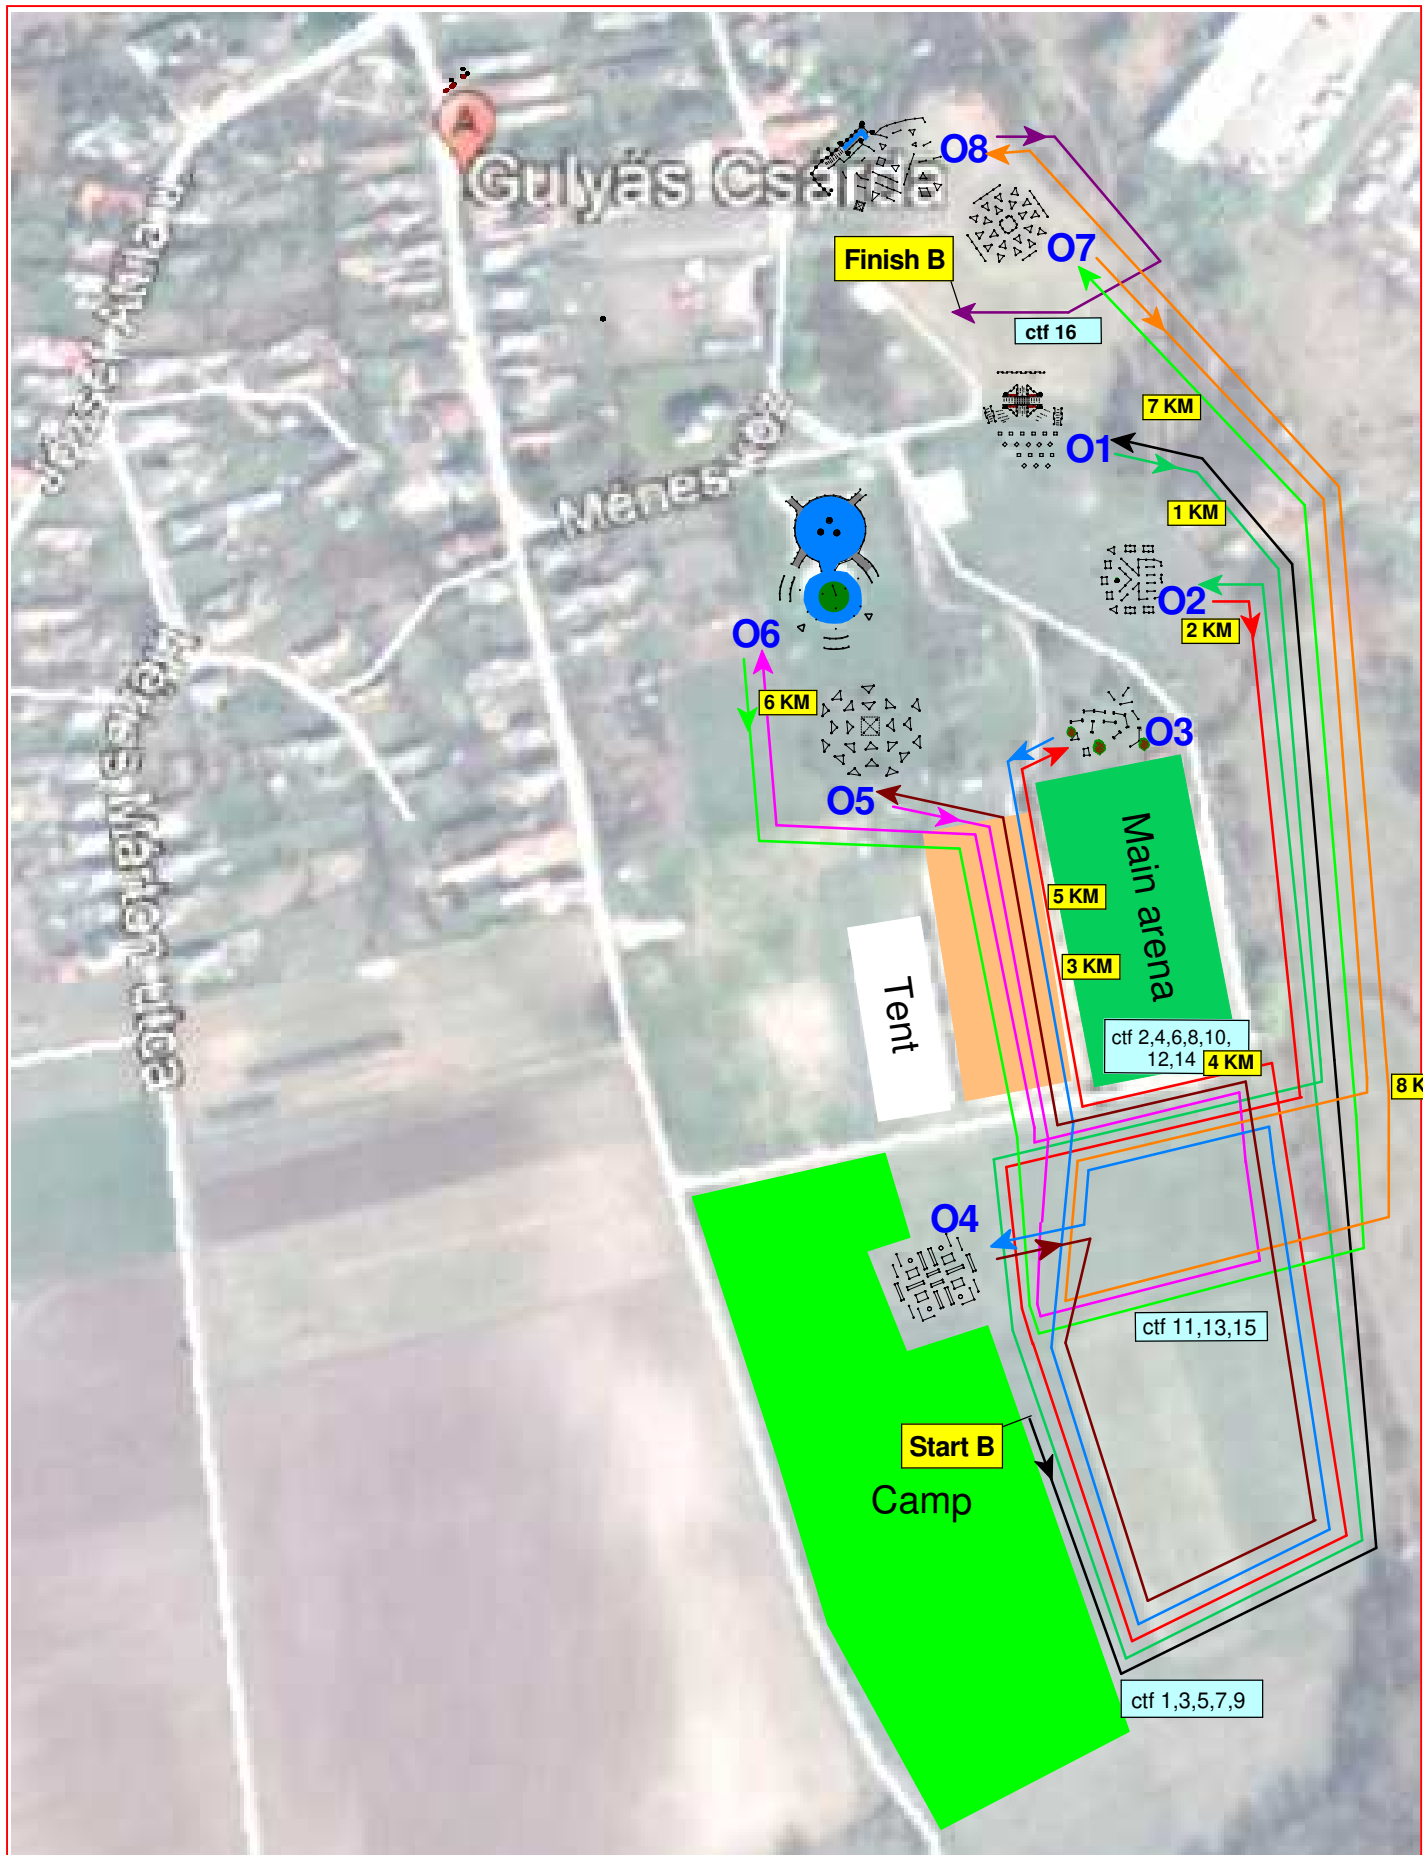 O8
Gulyás Csárda
O7
Finish B
ctf 16
7 KM
O1
1 KM
Ménesi út
O2
2 KM
O6
6 KM
O3
O5
Main arena
5 KM
3 KM
Tent
ctf 2,4,6,8,10,
12,14
4 KM
8 K
O4
ctf 11,13,15
Start B
Camp
ctf 1,3,5,7,9
A